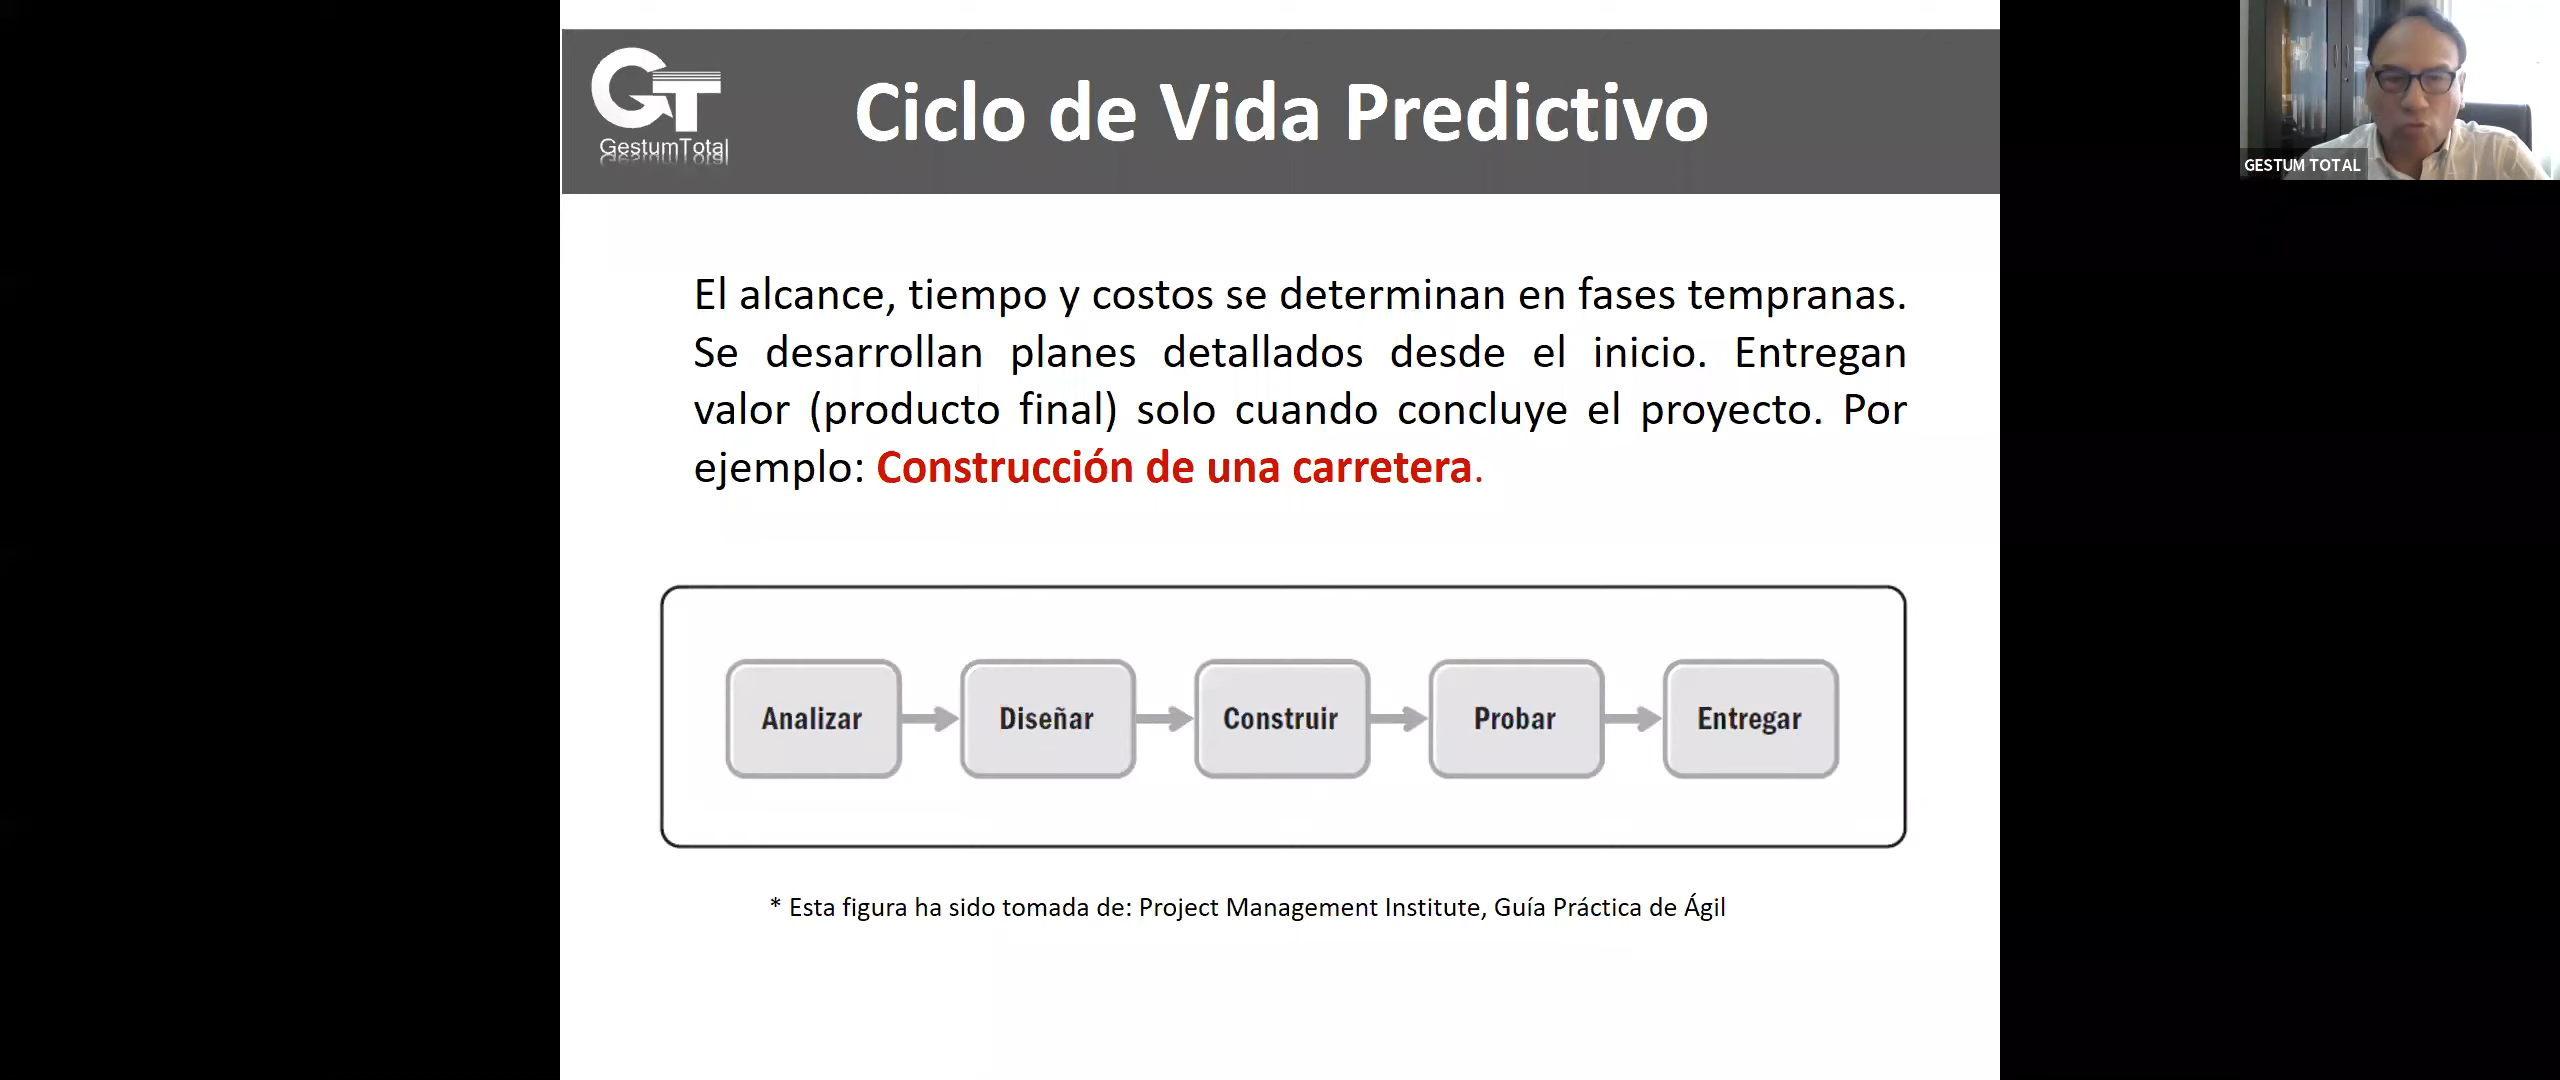 GT
GestumTotal
Ciclo de Vida Predictivo
GESTUM TOTAL
El alcance, tiempo y costos se determinan en fases tempranas.
Se desarrollan planes detallados desde el inicio. Entregan
valor (producto final) solo cuando concluye el proyecto. Por
ejemplo: Construcción de una carretera.
Analizar
Diseñar
Construir
Probar
Entregar
* Esta figura ha sido tomada de: Project Management Institute, Guía Práctica de Ágil